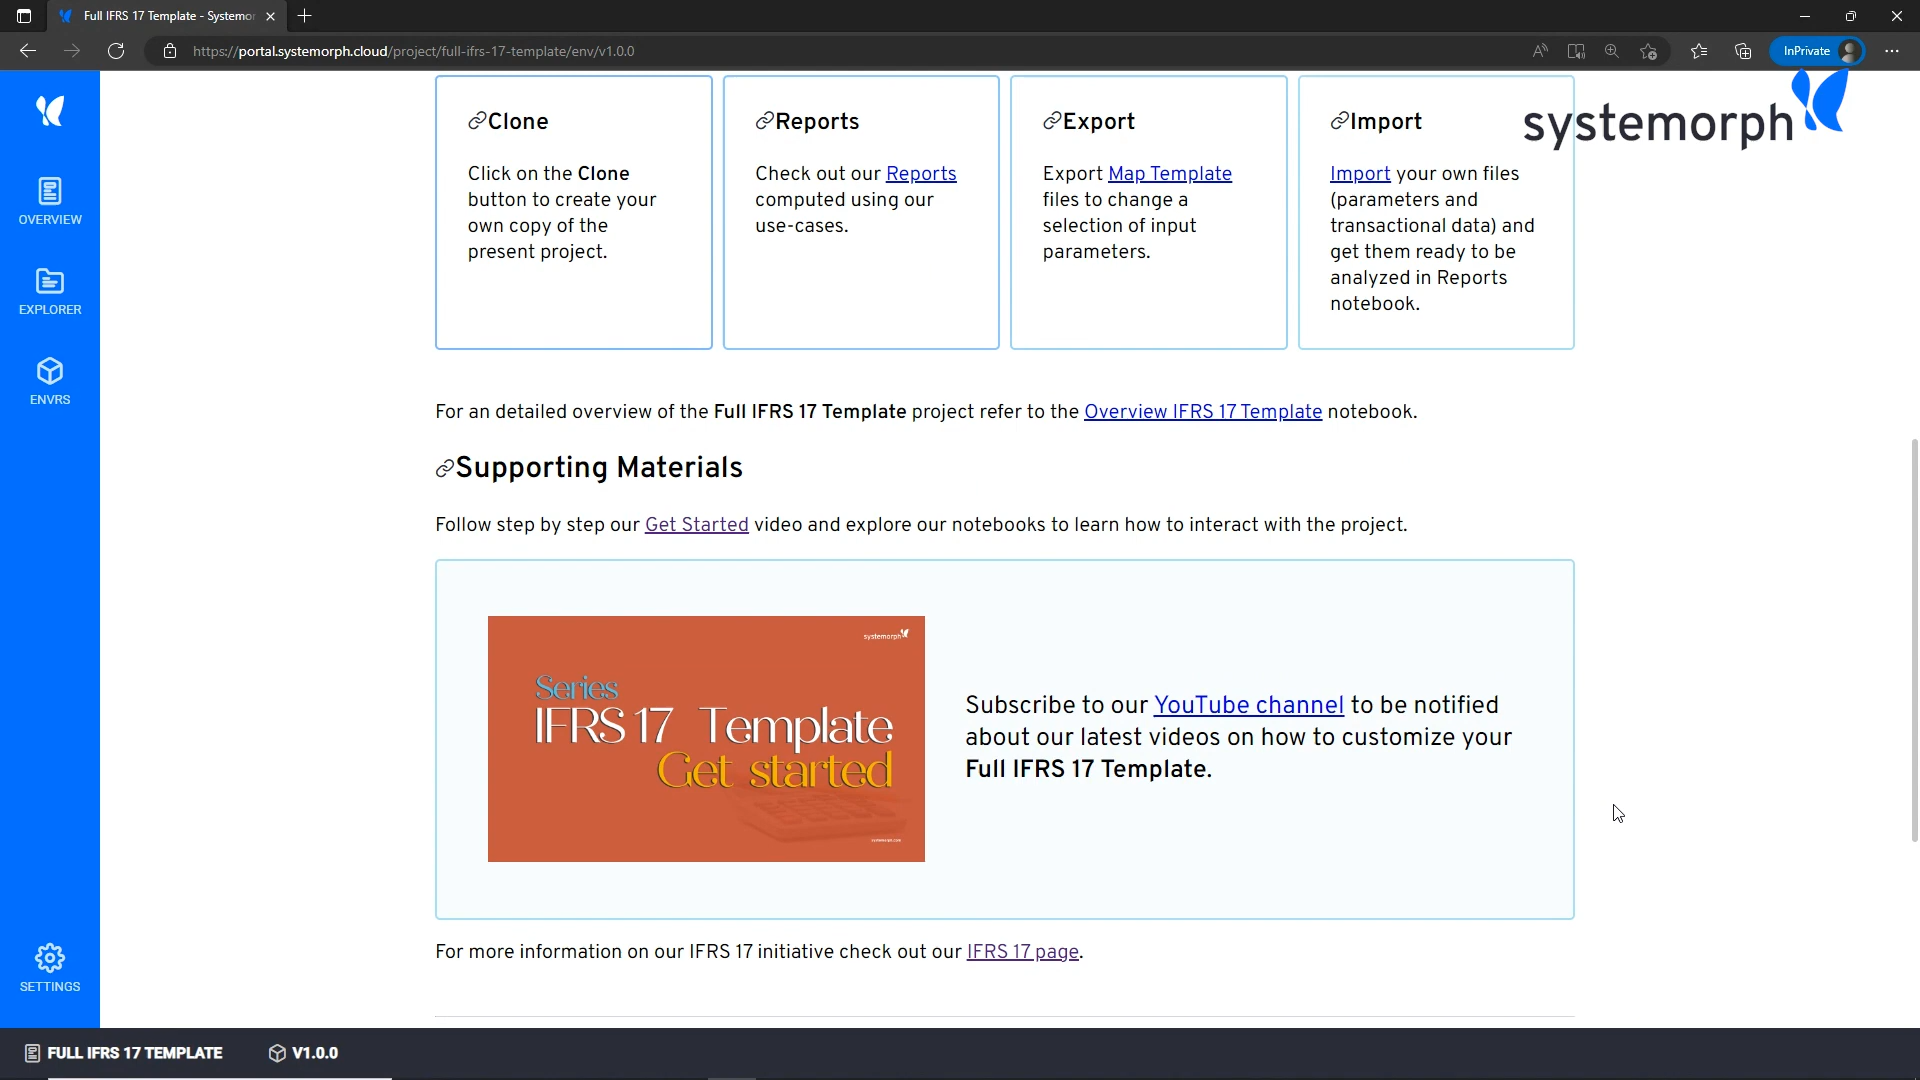 Full IFRS 17 Template - Systemor
https://portal.systemorph.cloud/project/full-ifrs-17-template/env/v1.0.0
InPrivate
systemorph
OVERVIEW
EXPLORER
ENVRS
SETTINGS
Clone
Click on the Clone
button to create your
own copy of the
present project.
Reports
Check out our Reports
computed using our
use-cases.
Export
Export Map Template
files to change a
selection of input
parameters.
Import
Import your own files
(parameters and
transactional data) and
get them ready to be
analyzed in Reports
notebook.
For an detailed overview of the Full IFRS 17 Template project refer to the Overview IFRS 17 Template notebook.
Supporting Materials
Follow step by step our Get Started video and explore our notebooks to learn how to interact with the project.
systemorph
Series
IFRS 17 Template
Get started
systemorph.com
Subscribe to our YouTube channel to be notified
about our latest videos on how to customize your
Full IFRS 17 Template.
For more information on our IFRS 17 initiative check out our IFRS 17 page.
FULL IFRS 17 TEMPLATE
V1.0.0